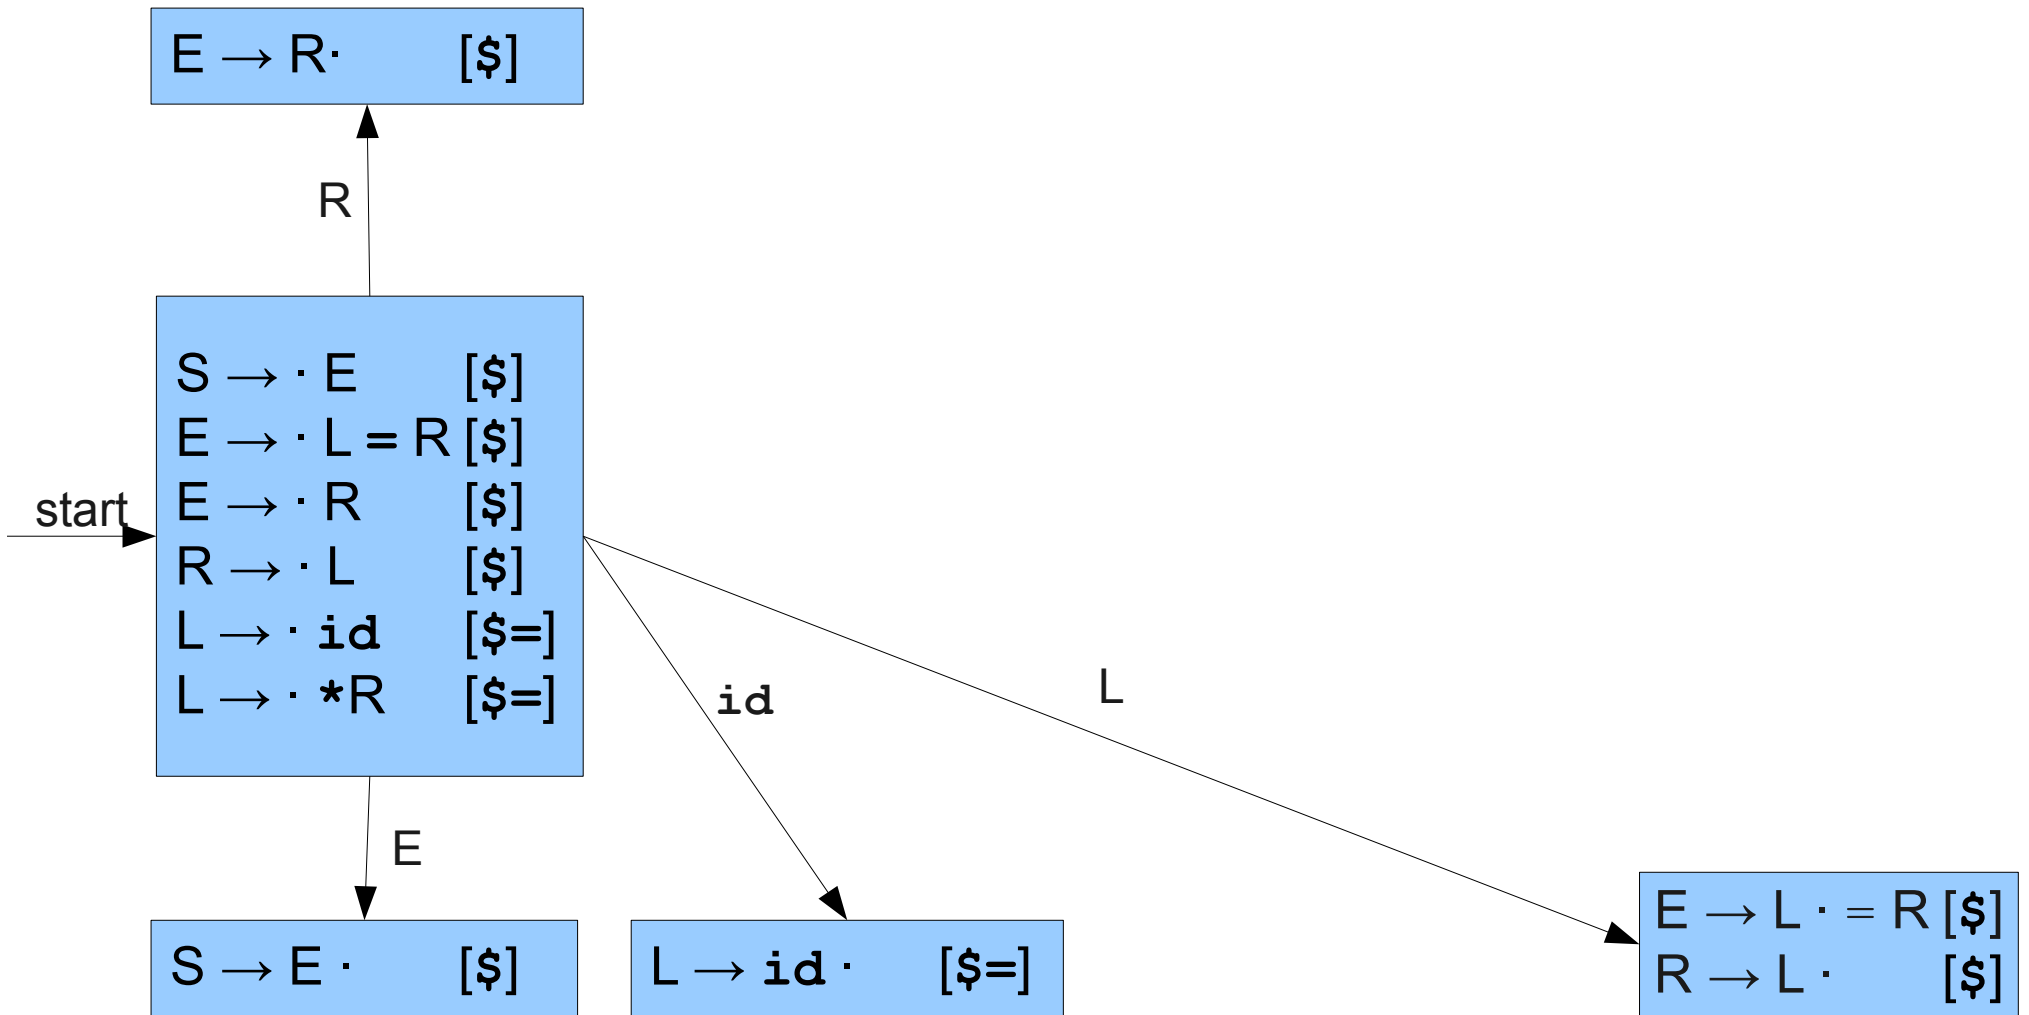 E → R· [$]
R
S → · E [$]
E → · L = R [$]
E → · R [$]
R → · L [$]
L → · id [$=]
L → · *R [$=]
start
id
L
E
S → E · [$]
L → id · [$=]
E → L · = R [$]
R → L · [$]